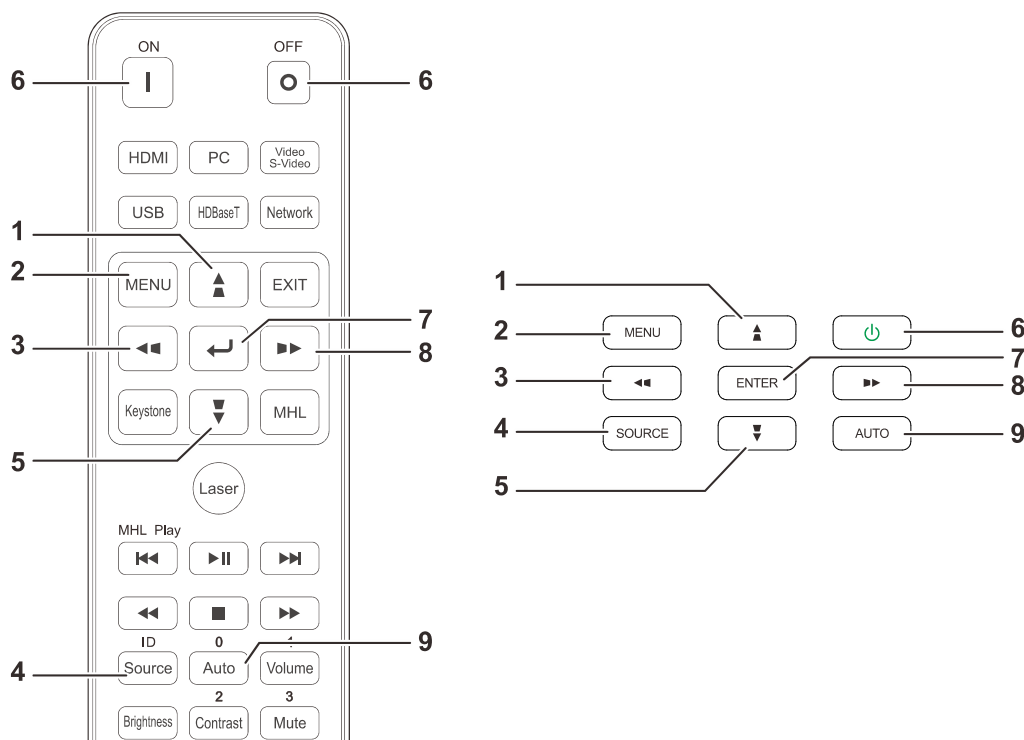 ON OFF
6 6
HDMI PC Video
S-Video
USB HDBaseT Network
1
2 MENU EXIT
7
3 8
Keystone MHL
5
Laser
MHL Play
ID 0
9
4 Source Auto Volume
2 3
Brightness Contrast Mute
1
2 MENU 6
7
3 ENTER 8
4 SOURCE AUTO 9
5